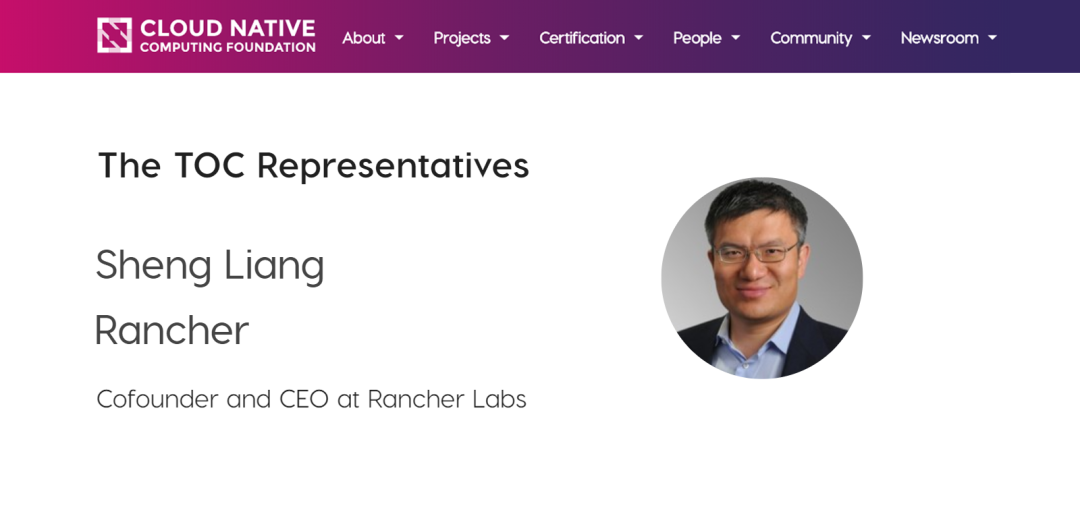 CLOUD NATIVE
COMPUTING FOUNDATION
About
Projects
Certification
People
Community
Newsroom
The TOC Representatives
Sheng Liang
Rancher
Cofounder and CEO at Rancher Labs